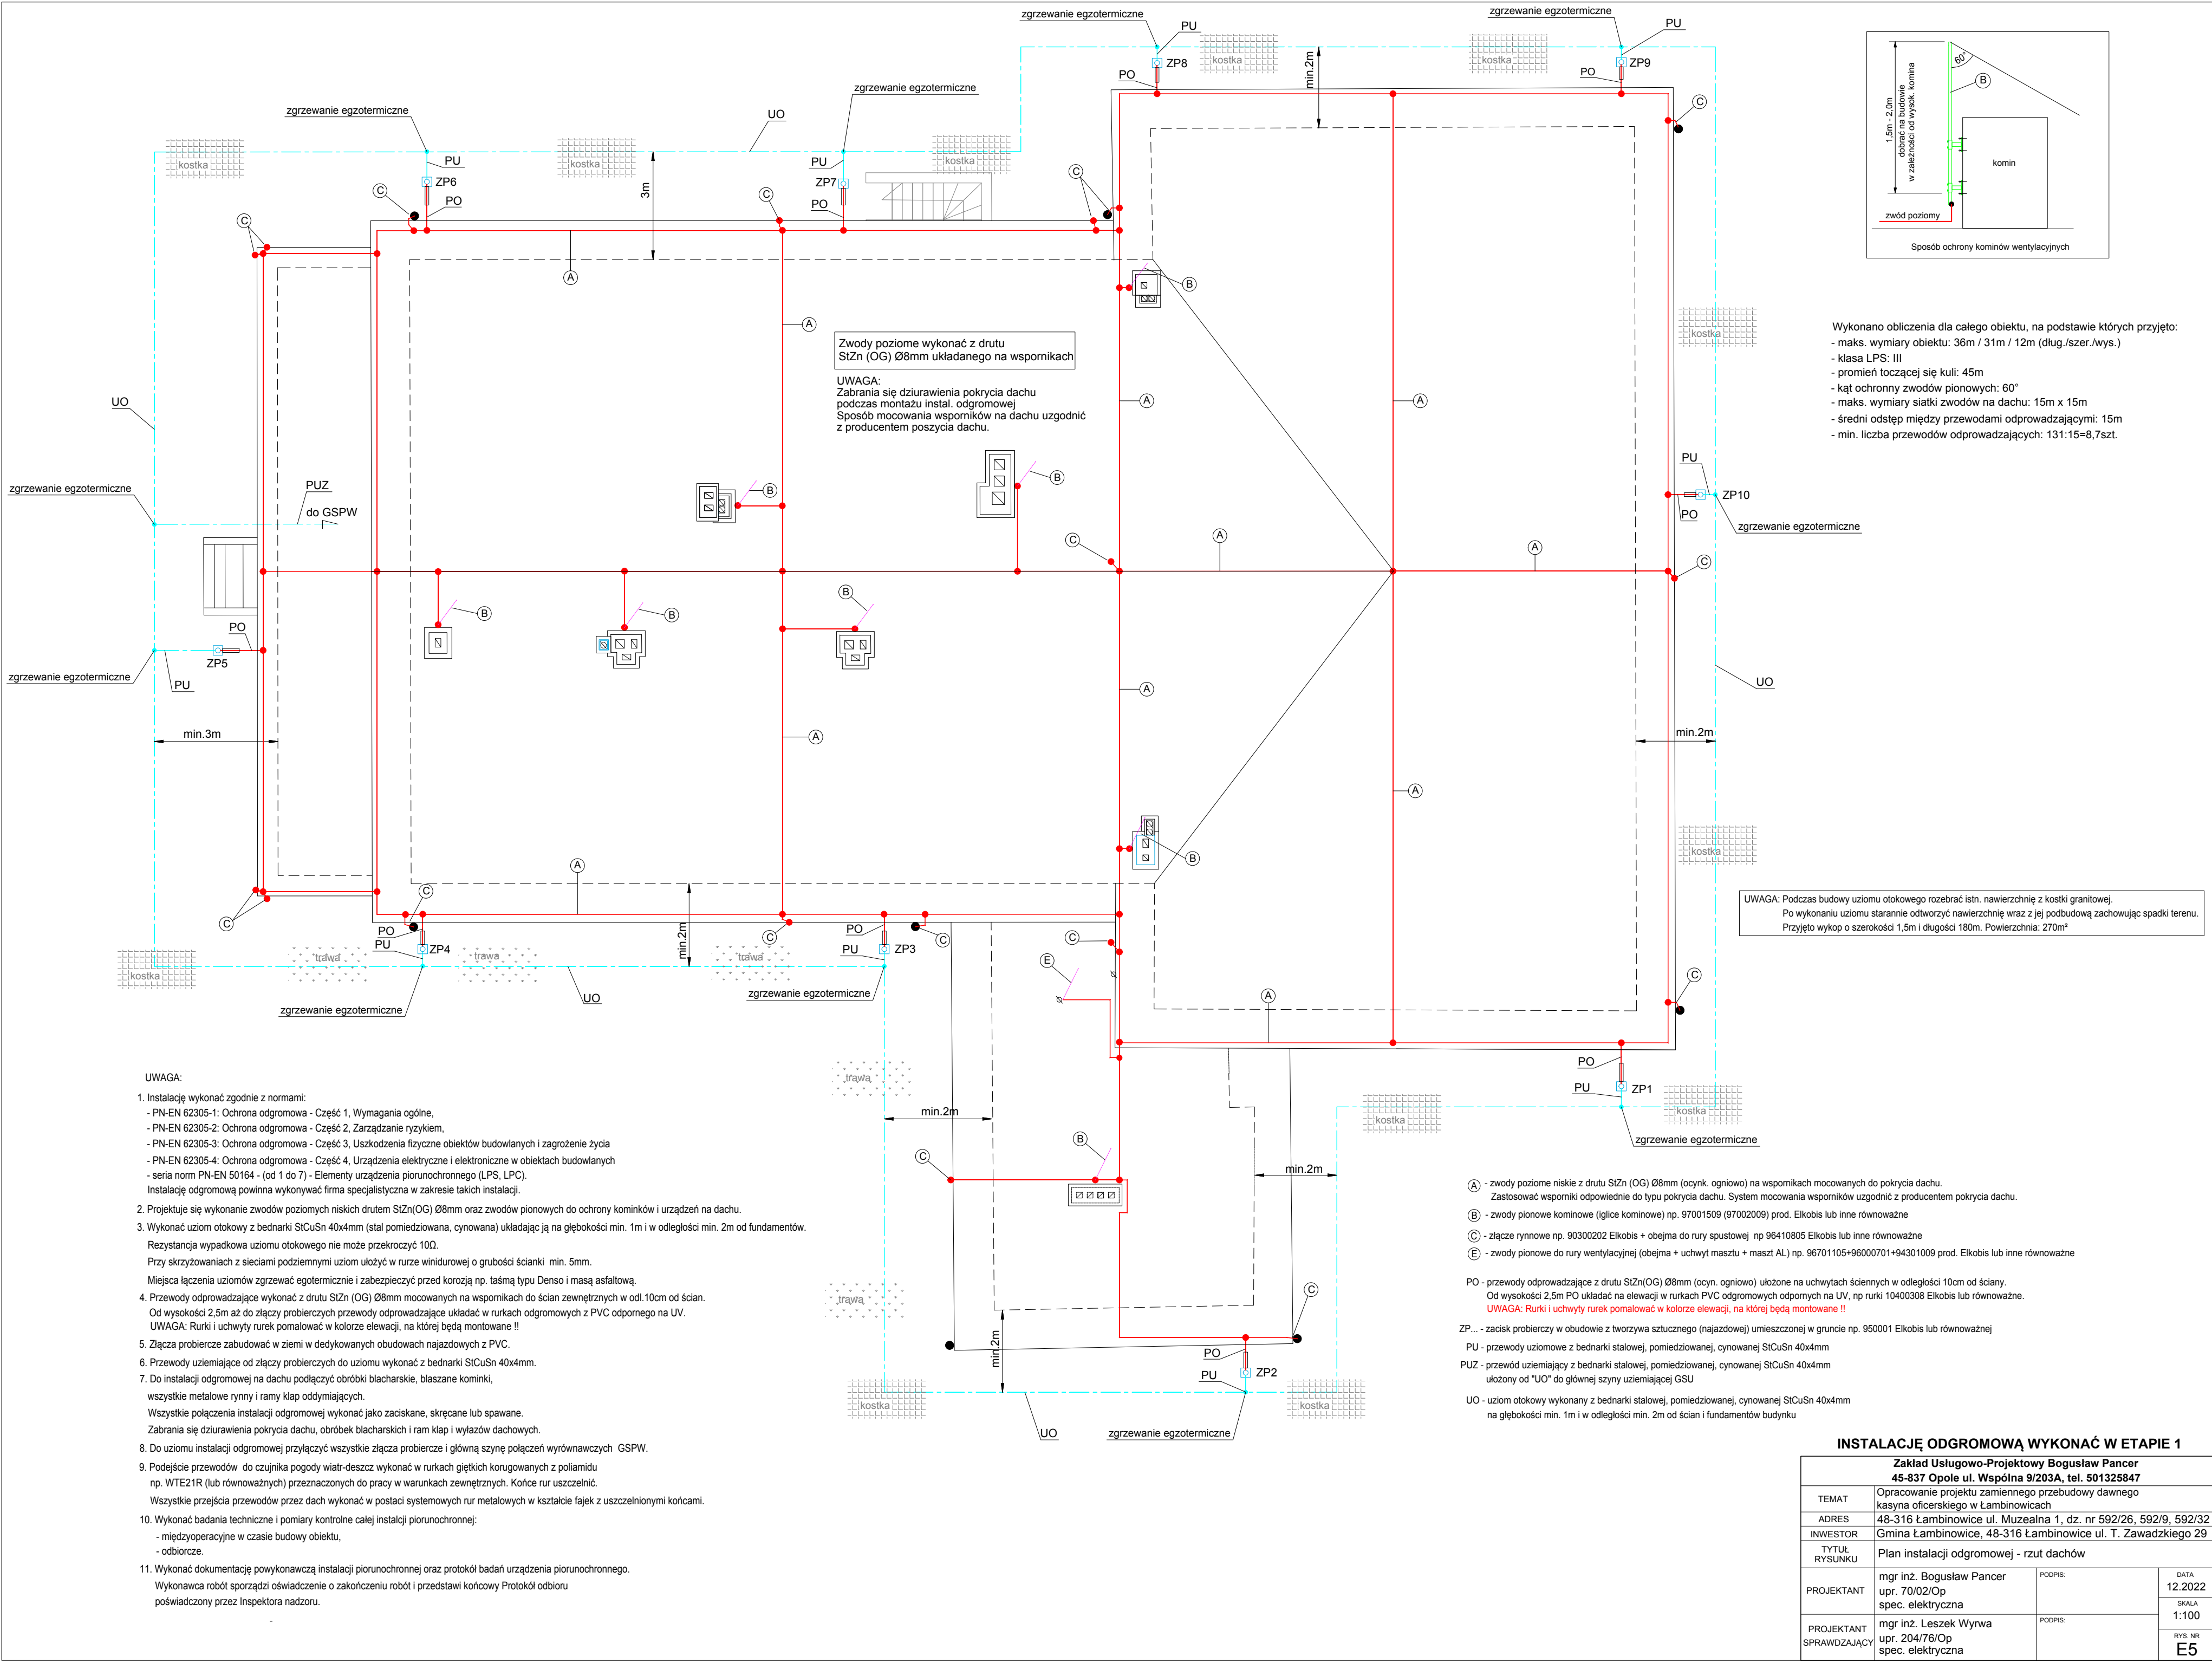 zgrzewanie egzotermiczne
PU
ZP8
PO
kostka
min.2m
zgrzewanie egzotermiczne
PU
ZP9
PO
kostka
zgrzewanie egzotermiczne
PU
ZP6
PO
kostka
kostka
UO
zgrzewanie egzotermiczne
PU
ZP7
PO
kostka
3m
C
C
C
C
C
A
A
B
1,5m - 2,0m
dobrać na budowie
w zależności od wysok. komina
60°
B
komin
zwód poziomy
Sposób ochrony kominów wentylacyjnych
Zwody poziome wykonać z drutu
StZn (OG) Ø8mm układanego na wspornikach
UWAGA:
Zabrania się dziurawienia pokrycia dachu
podczas montażu instal. odgromowej
Sposób mocowania wsporników na dachu uzgodnić
z producentem poszycia dachu.
kostka
Wykonano obliczenia dla całego obiektu, na podstawie których przyjęto:
- maks. wymiary obiektu: 36m / 31m / 12m (dług./szer./wys.)
- klasa LPS: III
- promień toczącej się kuli: 45m
- kąt ochronny zwodów pionowych: 60°
- maks. wymiary siatki zwodów na dachu: 15m x 15m
- średni odstęp między przewodami odprowadzającymi: 15m
- min. liczba przewodów odprowadzających: 131:15=8,7szt.
UO
A
A
zgrzewanie egzotermiczne
PUZ
do GSPW
B
B
PU
ZP10
PO
zgrzewanie egzotermiczne
C
A
A
C
B
B
B
PO
ZP5
zgrzewanie egzotermiczne
PU
min.3m
A
A
UO
min.2m
A
B
kostka
UWAGA: Podczas budowy uziomu otokowego rozebrać istn. nawierzchnię z kostki granitowej.
Po wykonaniu uziomu starannie odtworzyć nawierzchnię wraz z jej podbudową zachowując spadki terenu.
Przyjęto wykop o szerokości 1,5m i długości 180m. Powierzchnia: 270m²
A
C
C
PO
PU
ZP4
kostka
trawa
trawa
min.2m
C
PO
PU
ZP3
C
trawa
C
E
A
C
zgrzewanie egzotermiczne
UO
zgrzewanie egzotermiczne
trawa
min.2m
C
B
min.2m
PO
PU
ZP1
kostka
kostka
zgrzewanie egzotermiczne
trawa
min.2m
C
PO
PU
ZP2
kostka
kostka
UO
zgrzewanie egzotermiczne
UWAGA:
1. Instalację wykonać zgodnie z normami:
- PN-EN 62305-1: Ochrona odgromowa - Część 1, Wymagania ogólne,
- PN-EN 62305-2: Ochrona odgromowa - Część 2, Zarządzanie ryzykiem,
- PN-EN 62305-3: Ochrona odgromowa - Część 3, Uszkodzenia fizyczne obiektów budowlanych i zagrożenie życia
- PN-EN 62305-4: Ochrona odgromowa - Część 4, Urządzenia elektryczne i elektroniczne w obiektach budowlanych
- seria norm PN-EN 50164 - (od 1 do 7) - Elementy urządzenia piorunochronnego (LPS, LPC).
Instalację odgromową powinna wykonywać firma specjalistyczna w zakresie takich instalacji.
2. Projektuje się wykonanie zwodów poziomych niskich drutem StZn(OG) Ø8mm oraz zwodów pionowych do ochrony kominków i urządzeń na dachu.
3. Wykonać uziom otokowy z bednarki StCuSn 40x4mm (stal pomiedziowana, cynowana) układając ją na głębokości min. 1m i w odległości min. 2m od fundamentów.
Rezystancja wypadkowa uziomu otokowego nie może przekroczyć 10Ω.
Przy skrzyżowaniach z sieciami podziemnymi uziom ułożyć w rurze winidurowej o grubości ścianki min. 5mm.
Miejsca łączenia uziomów zgrzewać egotermicznie i zabezpieczyć przed korozją np. taśmą typu Denso i masą asfaltową.
4. Przewody odprowadzające wykonać z drutu StZn (OG) Ø8mm mocowanych na wspornikach do ścian zewnętrznych w odl.10cm od ścian.
Od wysokości 2,5m aż do złączy probierczych przewody odprowadzające układać w rurkach odgromowych z PVC odpornego na UV.
UWAGA: Rurki i uchwyty rurek pomalować w kolorze elewacji, na której będą montowane !!
5. Złącza probiercze zabudować w ziemi w dedykowanych obudowach najazdowych z PVC.
6. Przewody uziemiające od złączy probierczych do uziomu wykonać z bednarki StCuSn 40x4mm.
7. Do instalacji odgromowej na dachu podłączyć obróbki blacharskie, blaszane kominki,
wszystkie metalowe rynny i ramy klap oddymiających.
Wszystkie połączenia instalacji odgromowej wykonać jako zaciskane, skręcane lub spawane.
Zabrania się dziurawienia pokrycia dachu, obróbek blacharskich i ram klap i wyłazów dachowych.
8. Do uziomu instalacji odgromowej przyłączyć wszystkie złącza probiercze i główną szynę połączeń wyrównawczych GSPW.
9. Podejście przewodów do czujnika pogody wiatr-deszcz wykonać w rurkach giętkich korugowanych z poliamidu
np. WTE21R (lub równoważnych) przeznaczonych do pracy w warunkach zewnętrznych. Końce rur uszczelnić.
Wszystkie przejścia przewodów przez dach wykonać w postaci systemowych rur metalowych w kształcie fajek z uszczelnionymi końcami.
10. Wykonać badania techniczne i pomiary kontrolne całej instalcji piorunochronnej:
- międzyoperacyjne w czasie budowy obiektu,
- odbiorcze.
11. Wykonać dokumentację powykonawczą instalacji piorunochronnej oraz protokół badań urządzenia piorunochronnego.
Wykonawca robót sporządzi oświadczenie o zakończeniu robót i przedstawi końcowy Protokół odbioru
poświadczony przez Inspektora nadzoru.
A - zwody poziome niskie z drutu StZn (OG) Ø8mm (ocynk. ogniowo) na wspornikach mocowanych do pokrycia dachu.
Zastosować wsporniki odpowiednie do typu pokrycia dachu. System mocowania wsporników uzgodnić z producentem pokrycia dachu.
B - zwody pionowe kominowe (iglice kominowe) np. 97001509 (97002009) prod. Elkobis lub inne równoważne
C - złącze rynnowe np. 90300202 Elkobis + obejma do rury spustowej np 96410805 Elkobis lub inne równoważne
E - zwody pionowe do rury wentylacyjnej (obejma + uchwyt masztu + maszt AL) np. 96701105+96000701+94301009 prod. Elkobis lub inne równoważne
PO - przewody odprowadzające z drutu StZn(OG) Ø8mm (ocyn. ogniowo) ułożone na uchwytach ściennych w odległości 10cm od ściany.
Od wysokości 2,5m PO układać na elewacji w rurkach PVC odgromowych odpornych na UV, np rurki 10400308 Elkobis lub równoważne.
UWAGA: Rurki i uchwyty rurek pomalować w kolorze elewacji, na której będą montowane !!
ZP... - zacisk probierczy w obudowie z tworzywa sztucznego (najazdowej) umieszczonej w gruncie np. 950001 Elkobis lub równoważnej
PU - przewody uziomowe z bednarki stalowej, pomiedziowanej, cynowanej StCuSn 40x4mm
PUZ - przewód uziemiający z bednarki stalowej, pomiedziowanej, cynowanej StCuSn 40x4mm
ułożony od "UO" do głównej szyny uziemiającej GSU
UO - uziom otokowy wykonany z bednarki stalowej, pomiedziowanej, cynowanej StCuSn 40x4mm
na głębokości min. 1m i w odległości min. 2m od ścian i fundamentów budynku
INSTALACJĘ ODGROMOWĄ WYKONAĆ W ETAPIE 1
Zakład Usługowo-Projektowy Bogusław Pancer
45-837 Opole ul. Wspólna 9/203A, tel. 501325847
TEMAT
Opracowanie projektu zamiennego przebudowy dawnego
kasyna oficerskiego w Łambinowicach
ADRES
48-316 Łambinowice ul. Muzealna 1, dz. nr 592/26, 592/9, 592/32
INWESTOR
Gmina Łambinowice, 48-316 Łambinowice ul. T. Zawadzkiego 29
TYTUŁ
RYSUNKU
Plan instalacji odgromowej - rzut dachów
PROJEKTANT
mgr inż. Bogusław Pancer
upr. 70/02/Op
spec. elektryczna
PODPIS:
DATA
12.2022
SKALA
1:100
PROJEKTANT
SPRAWDZAJĄCY
mgr inż. Leszek Wyrwa
upr. 204/76/Op
spec. elektryczna
PODPIS:
RYS. NR
E5